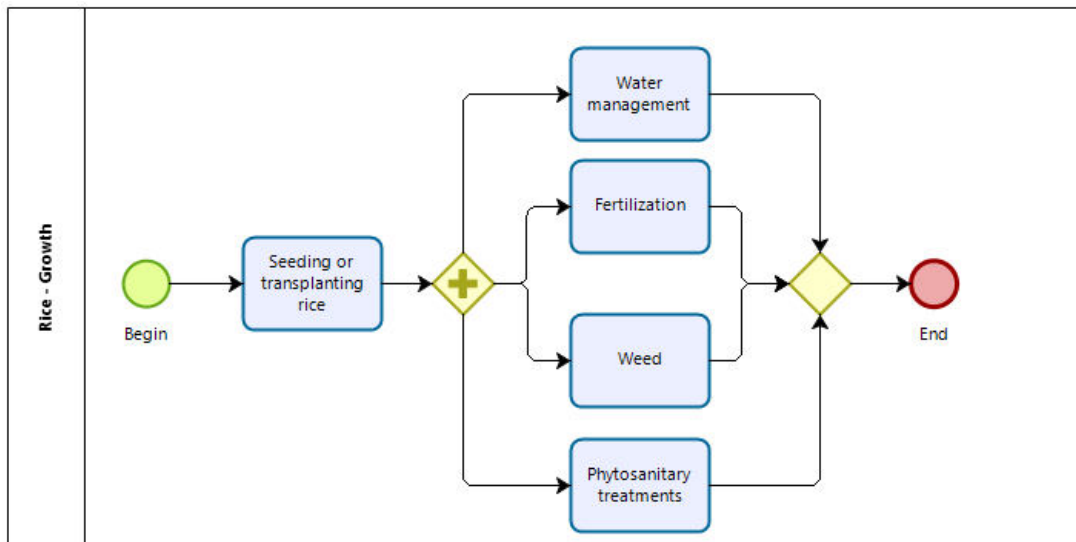 Rice - Growth
Begin
Seeding or
transplanting
rice
Water
management
Fertilization
Weed
Phytosanitary
treatments
End